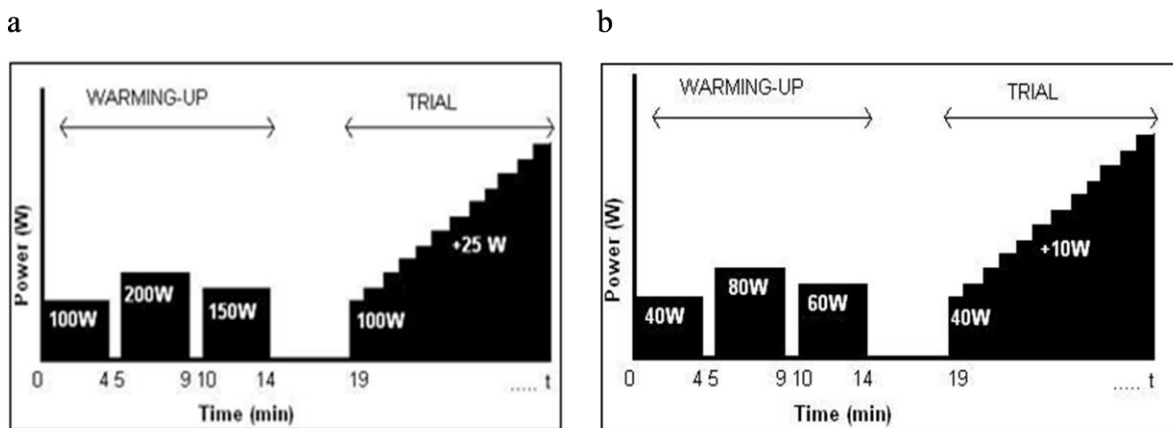 a
WARMING-UP
TRIAL
Power (W)
100W
200W
150W
100W
+25 W
0
4 5
9 10
14
19
..... t
Time (min)
b
WARMING-UP
TRIAL
Power (W)
40W
80W
60W
40W
+10W
0
4 5
9 10
14
19
..... t
Time (min)